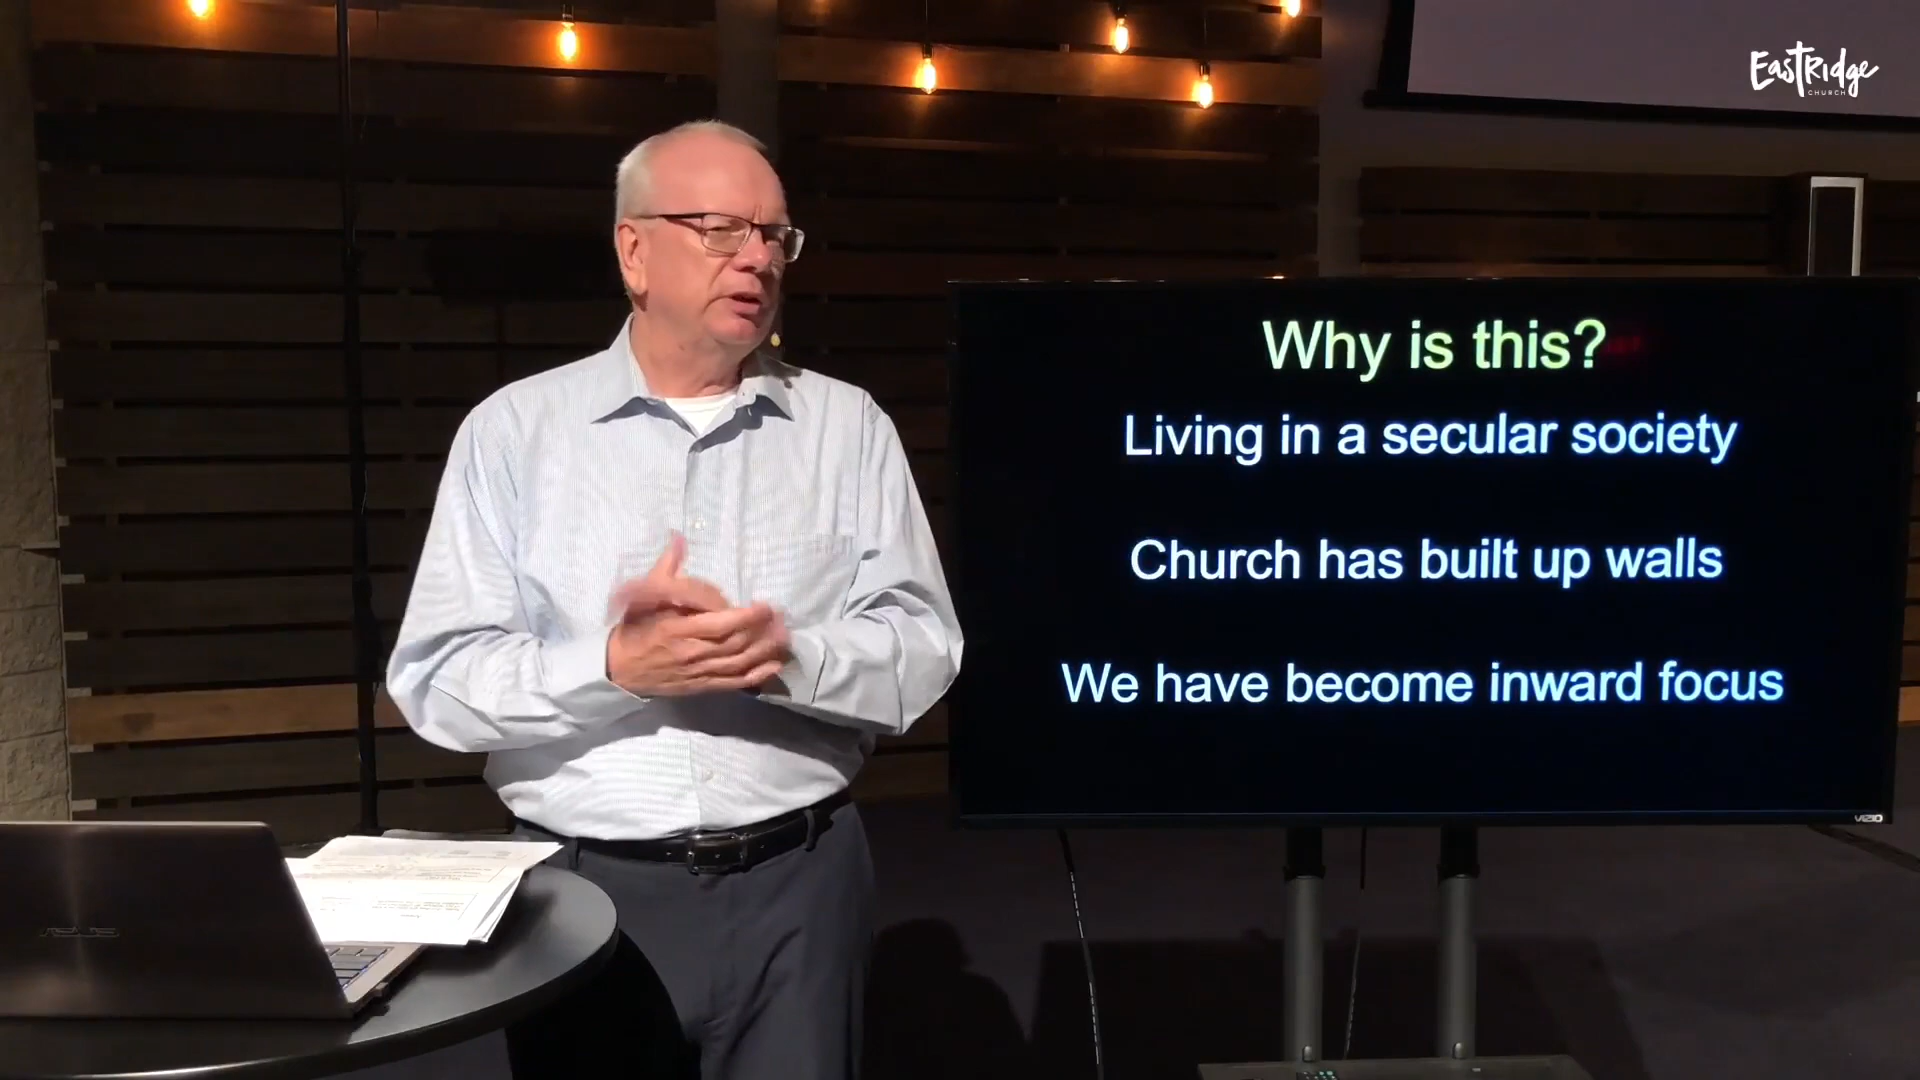 EastRidge
CHURCH
Why is this?
Living in a secular society
Church has built up walls
We have become inward focus
VIZIO
ASUS